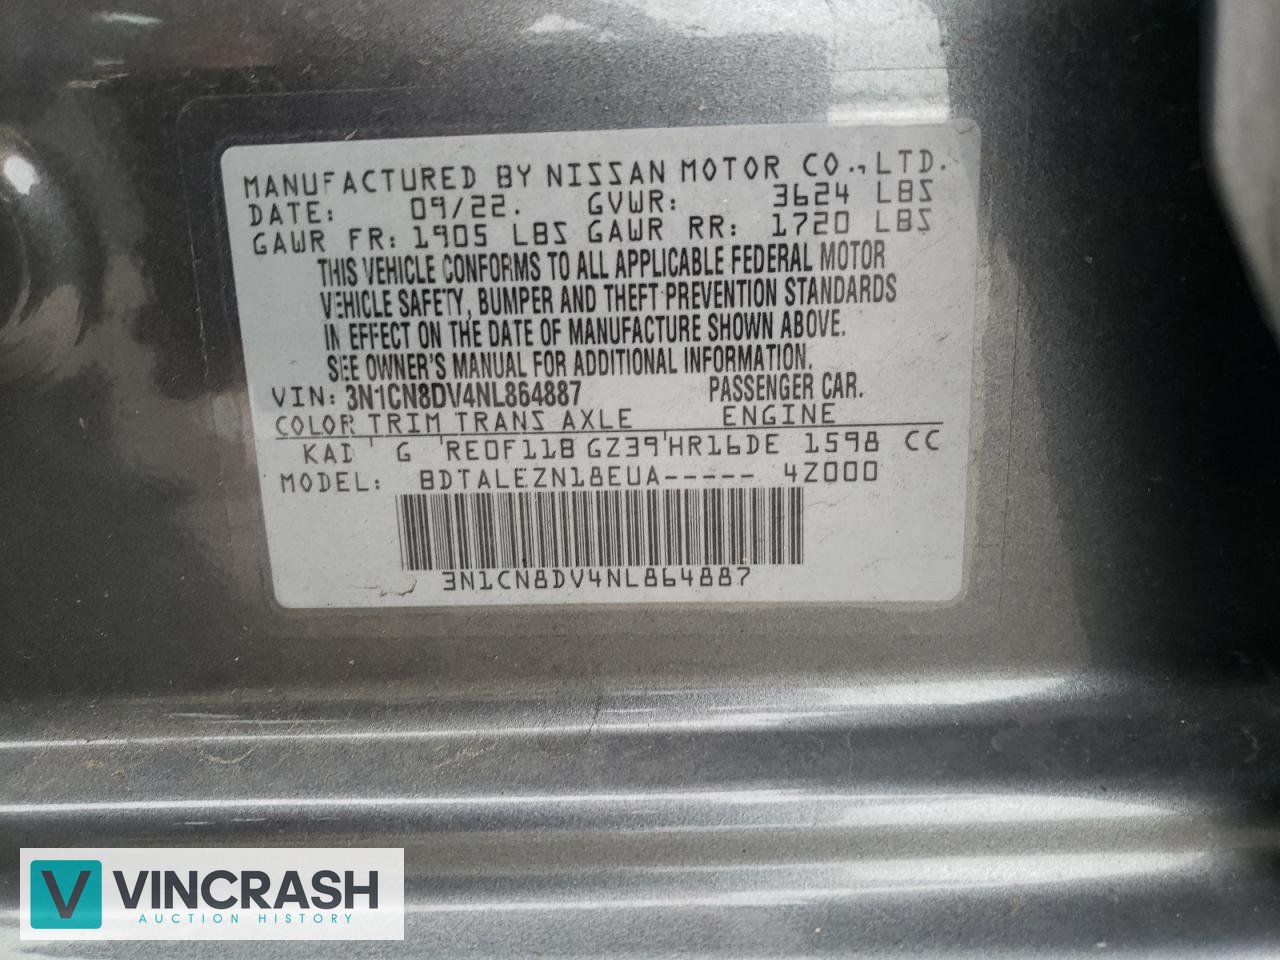 MANUFACTURED BY NISSAN MOTOR CO., LTD.
DATE: 09/22. GVWR: 3624 LBS
GAWR FR: 1905 LBS GAWR RR: 1720 LBS
THIS VEHICLE CONFORMS TO ALL APPLICABLE FEDERAL MOTOR
VEHICLE SAFETY, BUMPER AND THEFT PREVENTION STANDARDS
IN EFFECT ON THE DATE OF MANUFACTURE SHOWN ABOVE.
SEE OWNER'S MANUAL FOR ADDITIONAL INFORMATION.
VIN: 3N1CN8DV4NL864887 PASSENGER CAR.
COLOR TRIM TRANS AXLE ENGINE
KAD G RE0F11B GZ39 HR16DE 1598 CC
MODEL: BDTALEZN18EUA----- 4Z000
3N1CN8DV4NL864887
V VINCRASH
AUCTION HISTORY